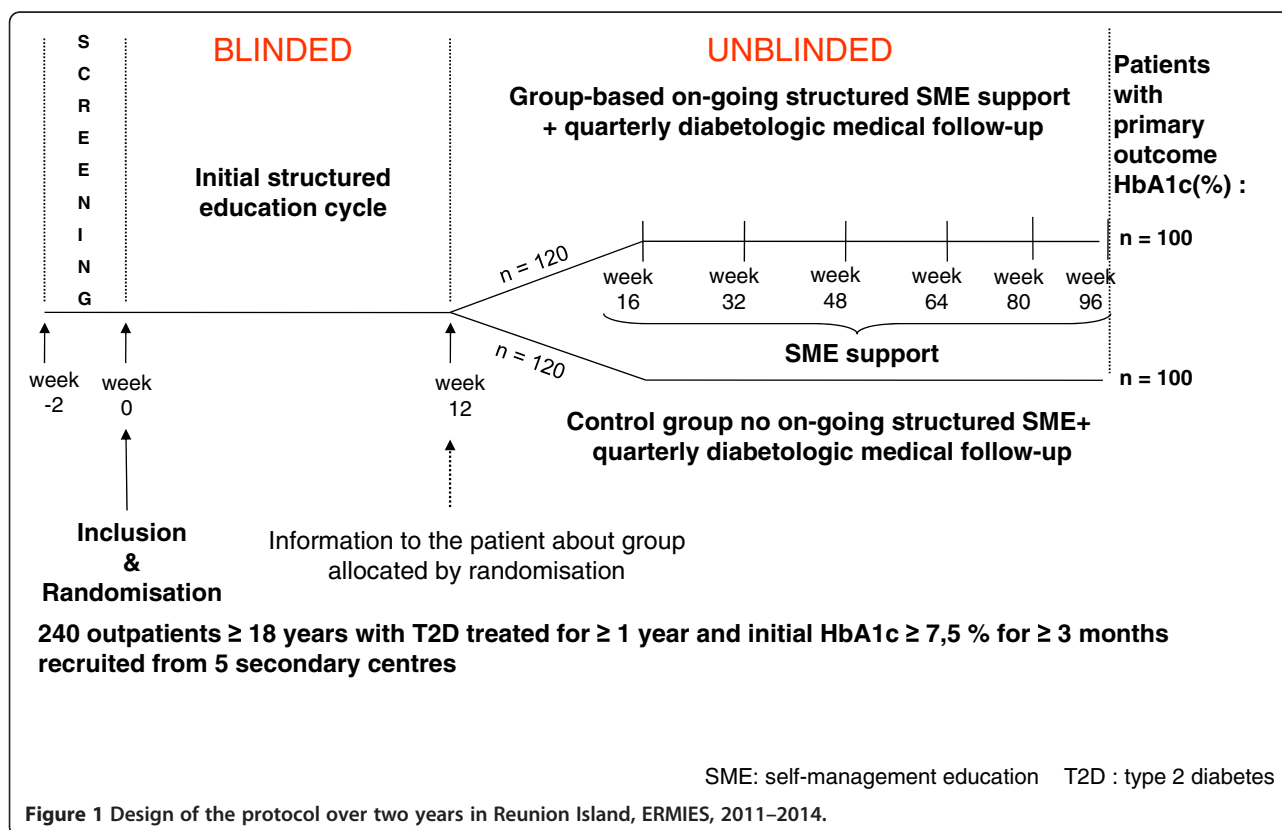 SCREENING
BLINDED
UNBLINDED
Group-based on-going structured SME support
+ quarterly diabetologic medical follow-up
Patients
with
primary
outcome
HbA1c(%) :
Initial structured
education cycle
n = 120
n = 100
week
16
week
32
week
48
week
64
week
80
week
96
SME support
n = 120
n = 100
week
-2
week
0
week
12
Control group no on-going structured SME+
quarterly diabetologic medical follow-up
Inclusion
&
Randomisation
Information to the patient about group
allocated by randomisation
240 outpatients ≥ 18 years with T2D treated for ≥ 1 year and initial HbA1c ≥ 7,5 % for ≥ 3 months
recruited from 5 secondary centres
SME: self-management education T2D : type 2 diabetes
Figure 1 Design of the protocol over two years in Reunion Island, ERMIES, 2011–2014.